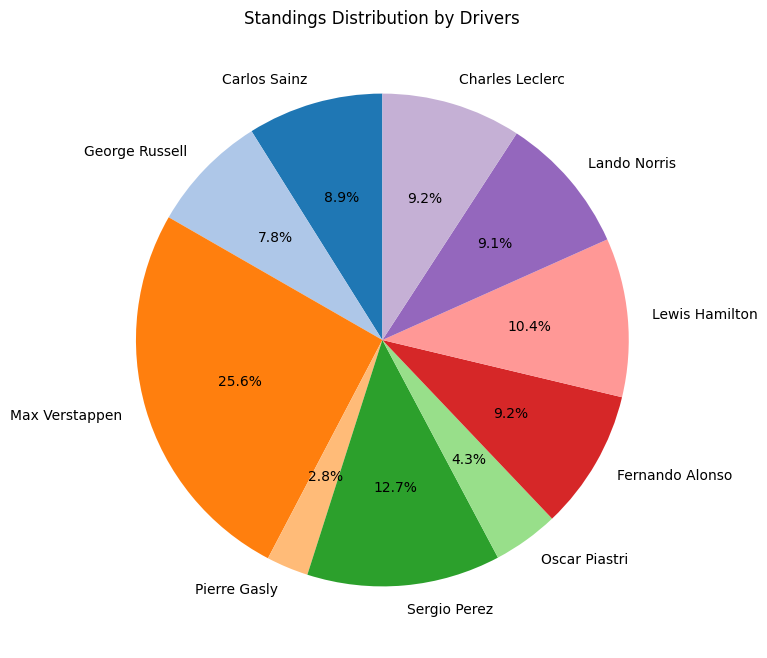 Standings Distribution by Drivers
Carlos Sainz
8.9%
George Russell
7.8%
Max Verstappen
25.6%
Pierre Gasly
2.8%
Sergio Perez
12.7%
Oscar Piastri
4.3%
Fernando Alonso
9.2%
Lewis Hamilton
10.4%
Lando Norris
9.1%
Charles Leclerc
9.2%